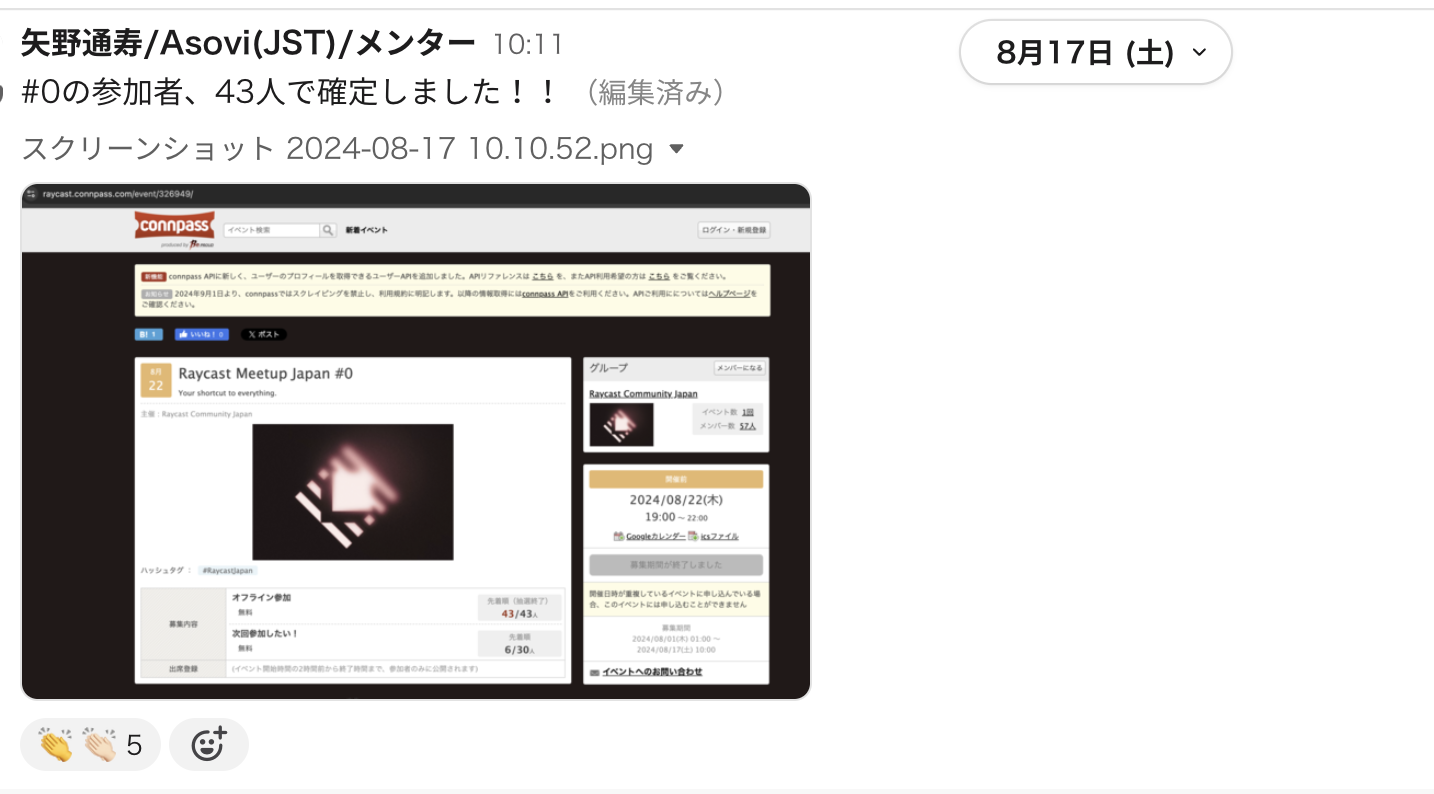 矢野通寿/Asovi(JST)/メンター 10:11
8月17日 (土)
#0の参加者、43人で確定しました！！ （編集済み）
スクリーンショット 2024-08-17 10.10.52.png
raycast.connpass.com/event/326949/
connpass
produced by
イベント検索
新着イベント
ログイン・新規登録
新機能 connpass APIに新しく、ユーザーのプロフィールを取得できるユーザーAPIを追加しました。APIリファレンスは こちら を、またAPI利用希望の方は こちら をご覧ください。
お知らせ 2024年9月1日より、connpassではスクレイピングを禁止し、利用規約に明記します。以降の情報取得にはconnpass APIをご利用ください。APIご利用にについてはヘルプページを
ご確認ください。
B! 1
いいね！ 0
X ポスト
8月
22
Raycast Meetup Japan #0
Your shortcut to everything.
主催 : Raycast Community Japan
ハッシュタグ ： #RaycastJapan
募集内容
オフライン参加
無料
先着順（抽選終了）
43/43人
次回参加したい！
無料
先着順
6/30人
出席登録
(イベント開始時間の2時間前から終了時間まで、参加者のみに公開されます)
グループ
メンバーになる
Raycast Community Japan
イベント数 1回
メンバー数 57人
開催前
2024/08/22(木)
19:00 ～ 22:00
Googleカレンダー icsファイル
募集期間が終了しました
開催日時が重複しているイベントに申し込んでいる場
合、このイベントには申し込むことができません
募集期間
2024/08/01(木) 01:00 ～
2024/08/17(土) 10:00
イベントへのお問い合わせ
5